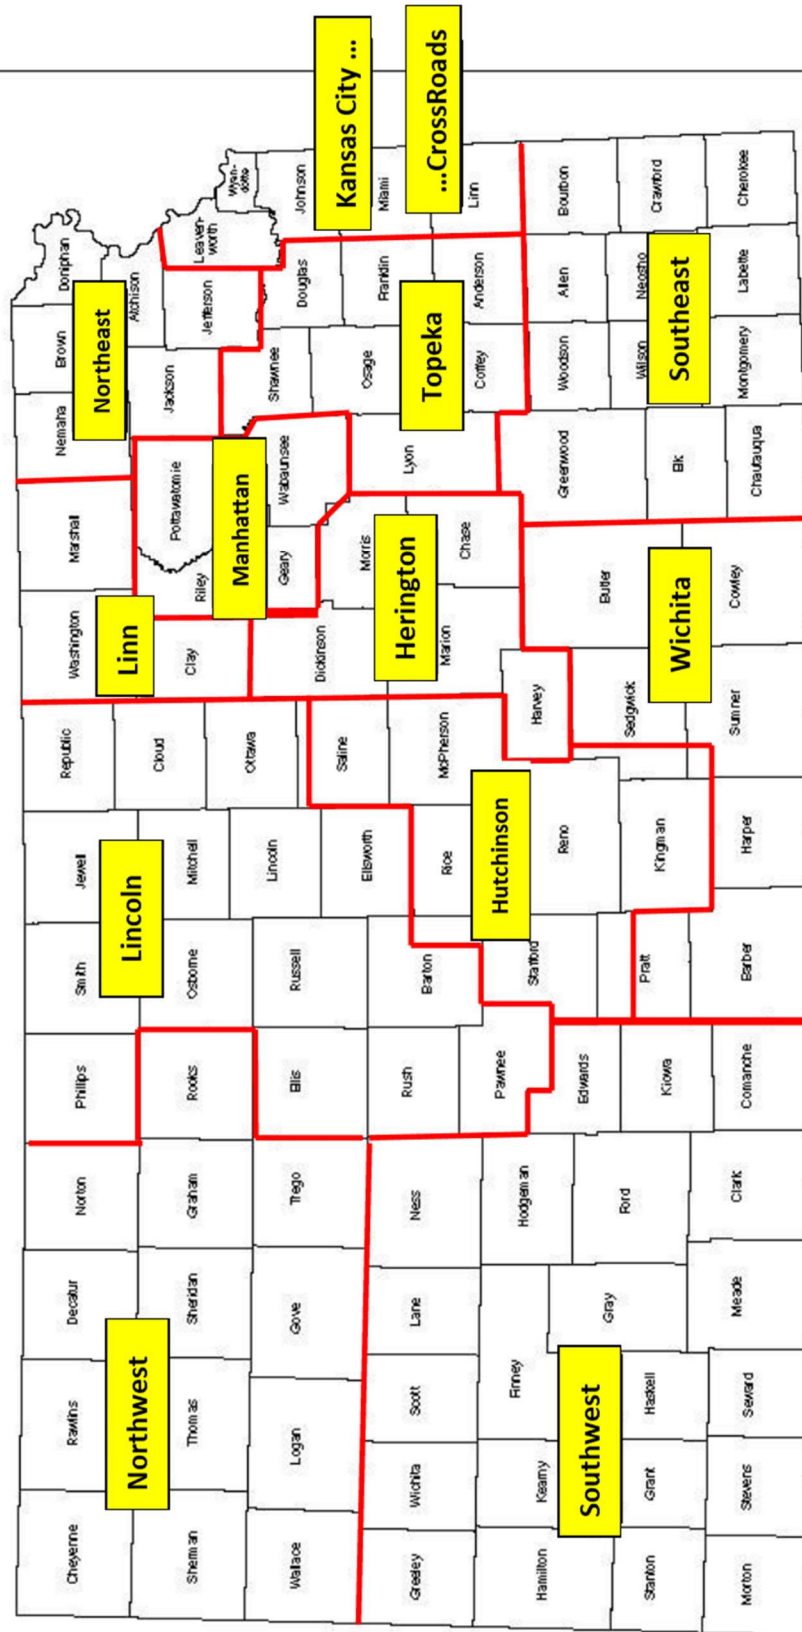 Cheyenne
Rawlins
Decatur
Norton
Phillips
Smith
Jewell
Republic
Washington
Marshall
Nemaha
Brown
Doniphan
Northwest
Lincoln
Linn
Northeast
Atchison
Sherman
Thomas
Sheridan
Graham
Rooks
Osborne
Mitchell
Cloud
Clay
Riley
Pottawatomie
Jackson
Jefferson
Leaven-
worth
Wyan-
dotte
Manhattan
Wallace
Logan
Gove
Trego
Ellis
Russell
Lincoln
Ottawa
Dickinson
Geary
Wabaunsee
Shawnee
Douglas
Johnson
Kansas City ...
Greeley
Wichita
Scott
Lane
Ness
Rush
Barton
Ellsworth
Saline
Morris
Osage
Franklin
Miami
Herington
Topeka
...CrossRoads
Rice
McPherson
Marion
Chase
Lyon
Coffey
Anderson
Linn
Hamilton
Kearny
Finney
Hodgeman
Pawnee
Stafford
Hutchinson
Harvey
Greenwood
Woodson
Allen
Bourbon
Southwest
Gray
Ford
Edwards
Reno
Butler
Sedgwick
Wichita
Stanton
Grant
Haskell
Kiowa
Pratt
Kingman
Elk
Wilson
Neosho
Crawford
Southeast
Morton
Stevens
Seward
Meade
Clark
Comanche
Barber
Harper
Sumner
Cowley
Chautauqua
Montgomery
Labette
Cherokee